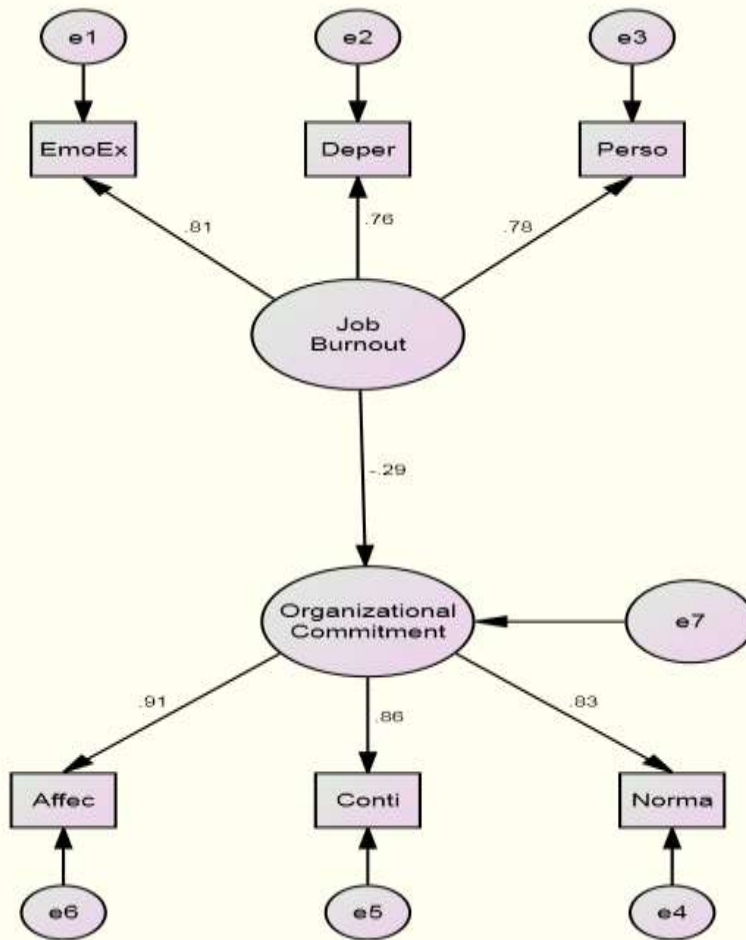 e1
e2
e3
EmoEx
Deper
Perso
.81
.76
.78
Job
Burnout
-.29
Organizational
Commitment
e7
.91
.86
.83
Affec
Conti
Norma
e6
e5
e4